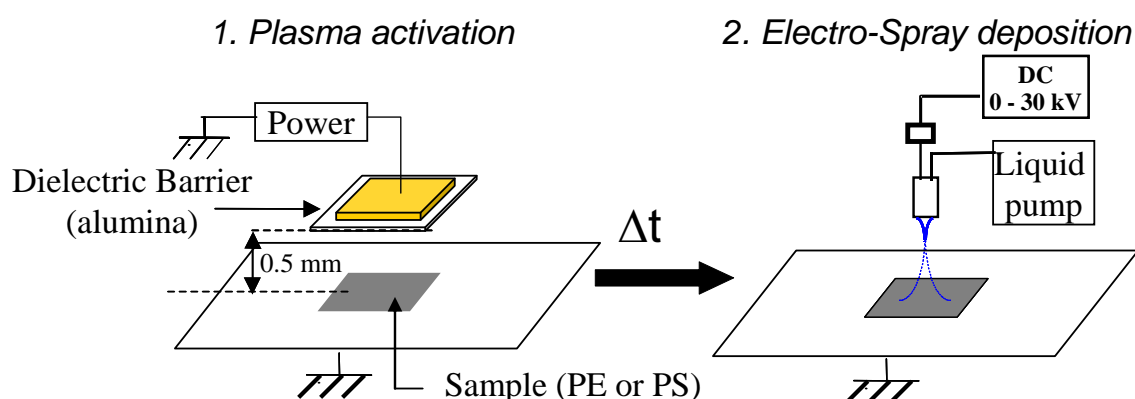 1. Plasma activation
2. Electro-Spray deposition
DC
0 - 30 kV
Power
Liquid
pump
Dielectric Barrier
(alumina)
0.5 mm
Δt
Sample (PE or PS)